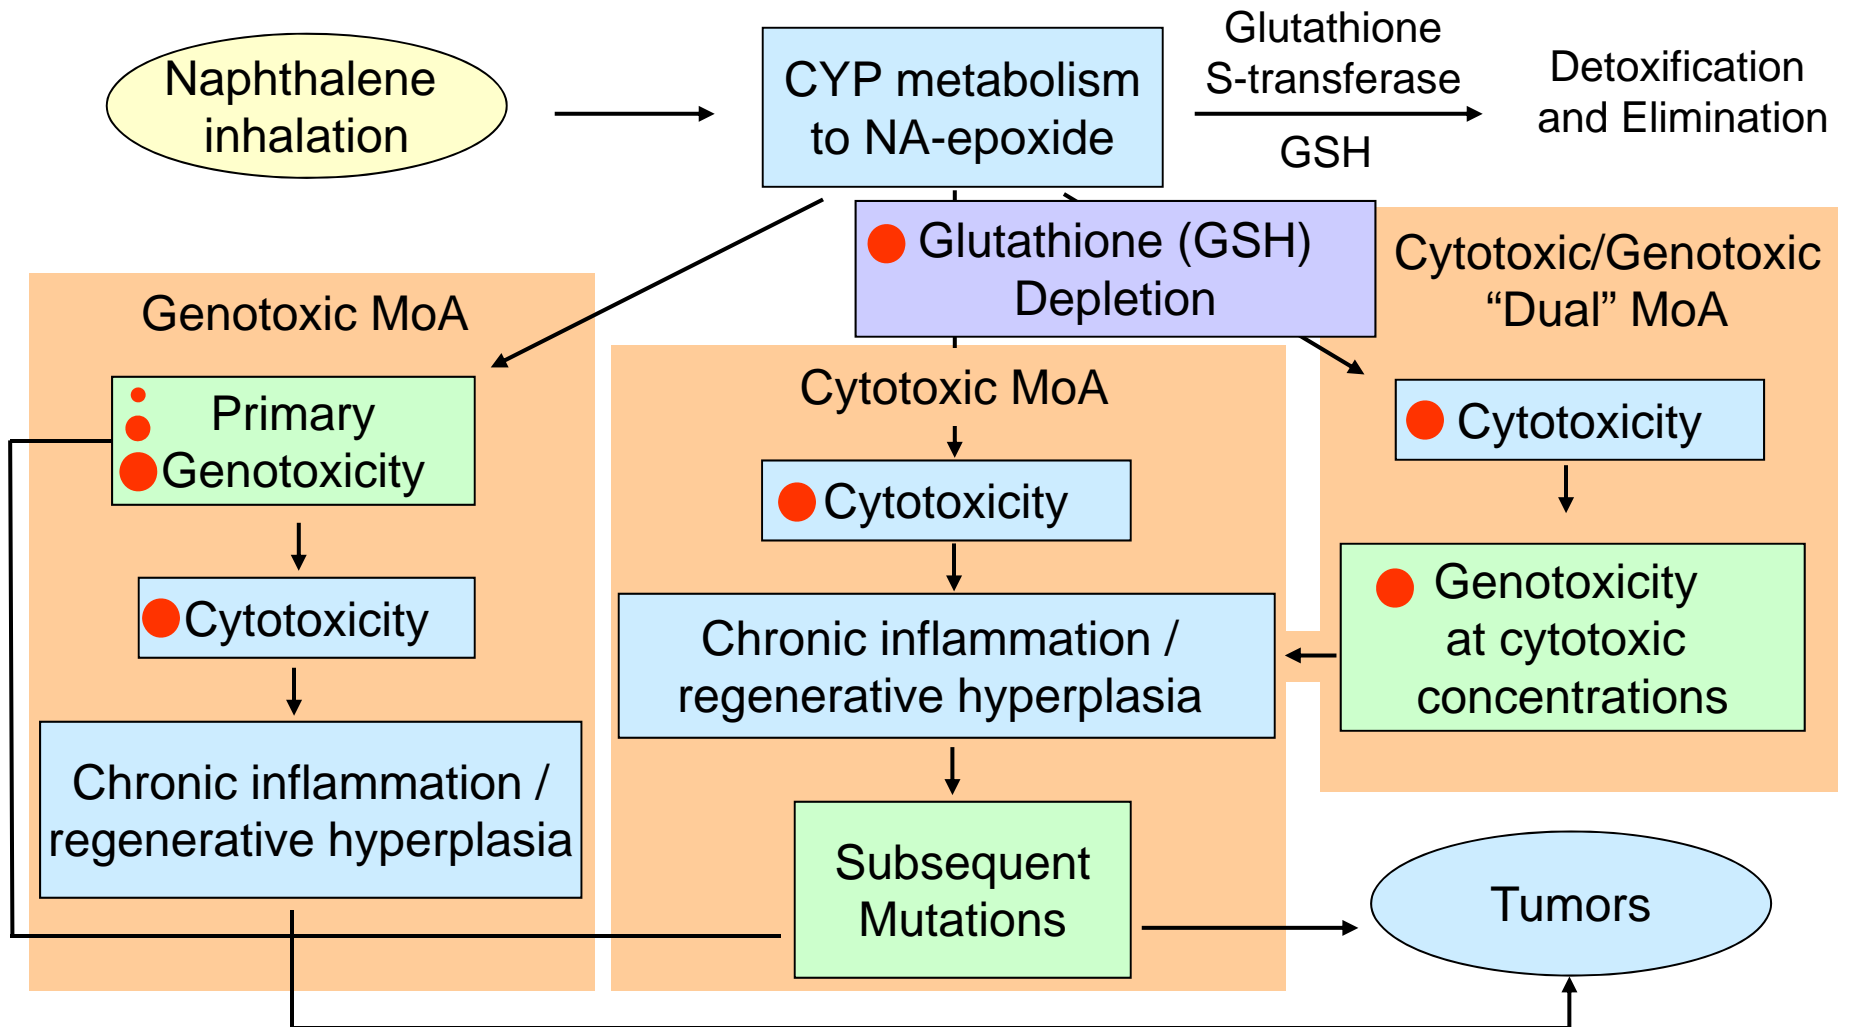 Naphthalene
inhalation
CYP metabolism
to NA-epoxide
Glutathione
S-transferase
GSH
Detoxification
and Elimination
Glutathione (GSH)
Depletion
Genotoxic MoA
Primary
Genotoxicity
Cytotoxicity
Chronic inflammation /
regenerative hyperplasia
Cytotoxic MoA
Cytotoxicity
Chronic inflammation /
regenerative hyperplasia
Subsequent
Mutations
Cytotoxic/Genotoxic
“Dual” MoA
Cytotoxicity
Genotoxicity
at cytotoxic
concentrations
Tumors